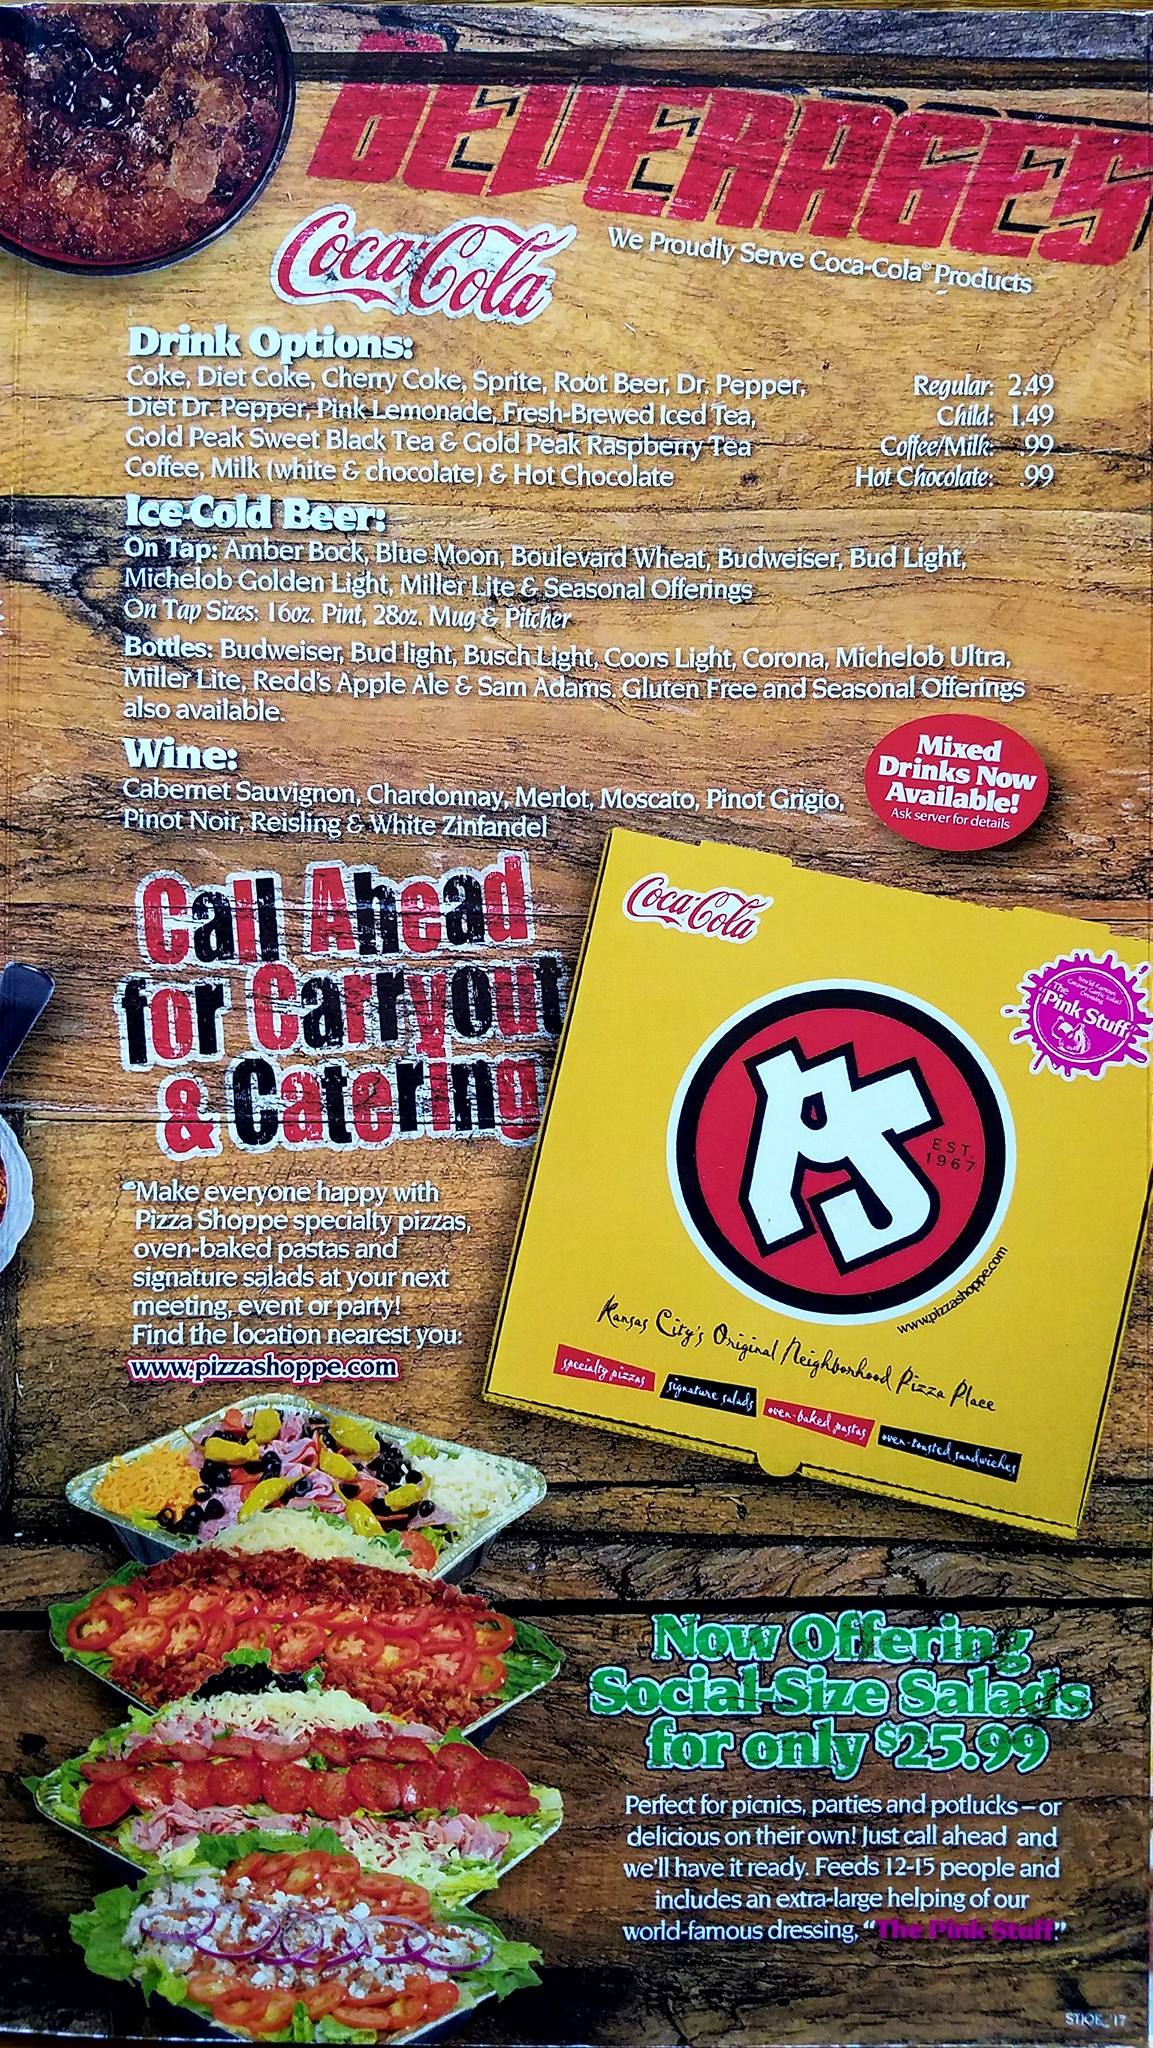 BEVERAGES
Coca-Cola
We Proudly Serve Coca-Cola® Products
Drink Options:
Coke, Diet Coke, Cherry Coke, Sprite, Root Beer, Dr. Pepper,
Diet Dr. Pepper, Pink Lemonade, Fresh-Brewed Iced Tea,
Gold Peak Sweet Black Tea & Gold Peak Raspberry Tea
Coffee, Milk (white & chocolate) & Hot Chocolate
Regular: 2.49
Child: 1.49
Coffee/Milk: .99
Hot Chocolate: .99
Ice-Cold Beer:
On Tap: Amber Bock, Blue Moon, Boulevard Wheat, Budweiser, Bud Light,
Michelob Golden Light, Miller Lite & Seasonal Offerings
On Tap Sizes: 16oz. Pint, 28oz. Mug & Pitcher
Bottles: Budweiser, Bud light, Busch Light, Coors Light, Corona, Michelob Ultra,
Miller Lite, Redd's Apple Ale & Sam Adams. Gluten Free and Seasonal Offerings
also available.
Wine:
Cabernet Sauvignon, Chardonnay, Merlot, Moscato, Pinot Grigio,
Pinot Noir, Reisling & White Zinfandel
Mixed
Drinks Now
Available!
Ask server for details
Call Ahead
for Carryout
& Catering
"Make everyone happy with
Pizza Shoppe specialty pizzas,
oven-baked pastas and
signature salads at your next
meeting, event or party!
Find the location nearest you:
www.pizzashoppe.com
Coca-Cola
World Famous
Creamy Garlic Salad
Dressing
The
Pink Stuff
PS
EST.
1967
www.pizzashoppe.com
Kansas City's Original Neighborhood Pizza Place
specialty pizzas
signature salads
oven-baked pastas
oven-toasted sandwiches
Now Offering
Social-Size Salads
for only $25.99
Perfect for picnics, parties and potlucks – or
delicious on their own! Just call ahead and
we'll have it ready. Feeds 12-15 people and
includes an extra-large helping of our
world-famous dressing, "The Pink Stuff."